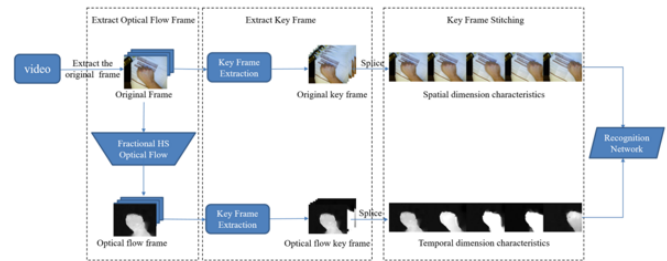 Extract Optical Flow Frame
Extract Key Frame
Key Frame Stitching
video
Extract the
original frame
Original Frame
Key Frame
Extraction
Original key frame
Splice
Spatial dimension characteristics
Fractional HS
Optical Flow
Recognition
Network
Optical flow frame
Key Frame
Extraction
Optical flow key frame
Splice
Temporal dimension characteristics